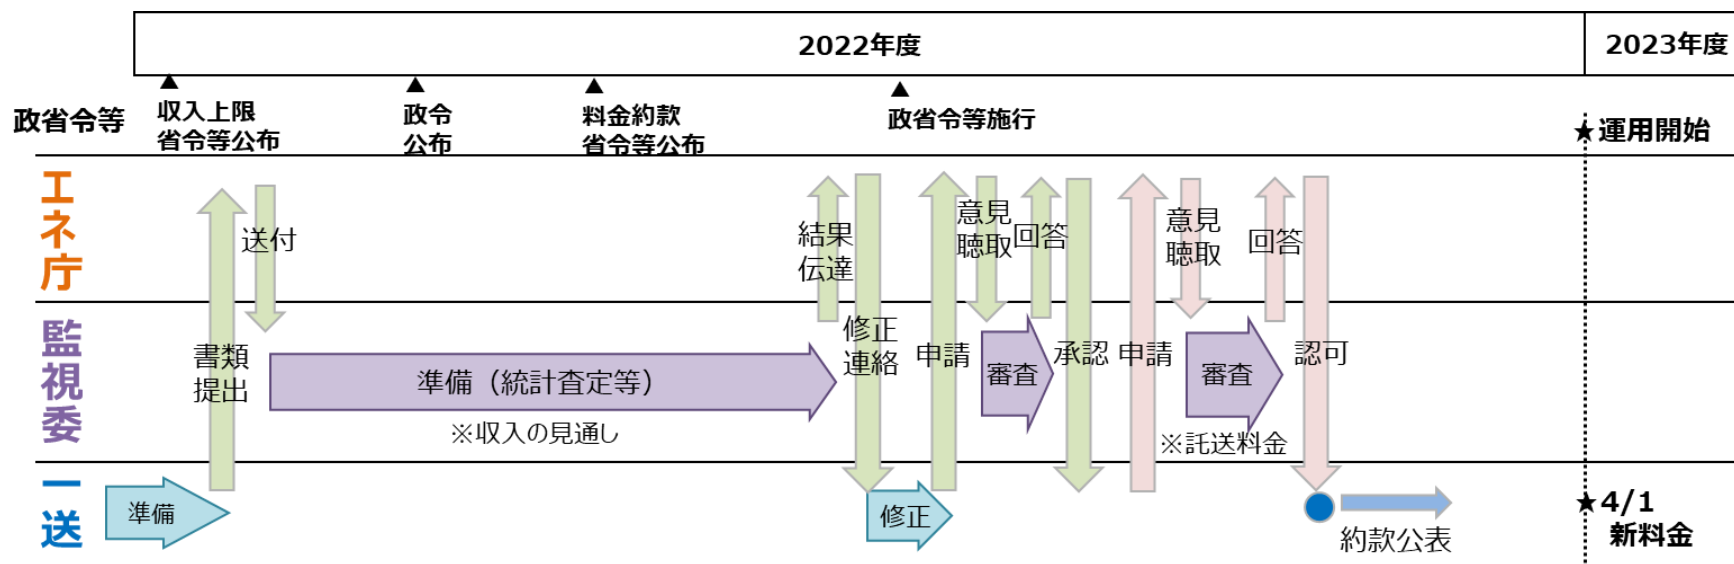 2022年度
2023年度
政省令等
▲
収入上限
省令等公布
▲
政令
公布
▲
料金約款
省令等公布
▲
政省令等施行
★運用開始
エネ庁
送付
結果
伝達
意見
聴取
回答
意見
聴取
回答
監視委
書類
提出
準備（統計査定等）
※収入の見通し
修正
連絡
申請
審査
承認
申請
審査
※託送料金
認可
一送
準備
修正
約款公表
★4/1
新料金